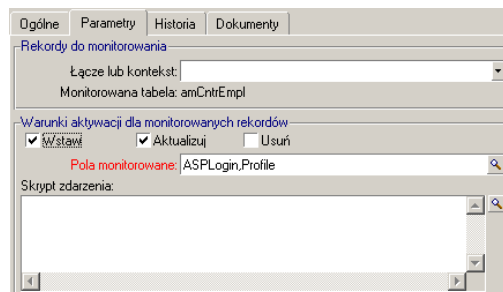 Ogólne Parametry Historia Dokumenty
Rekordy do monitorowania
Łącze lub kontekst:
Monitorowana tabela: amCntrEmpl
Warunki aktywacji dla monitorowanych rekordów
Wstaw Aktualizuj Usuń
Pola monitorowane: ASPLogin,Profile
Skrypt zdarzenia: